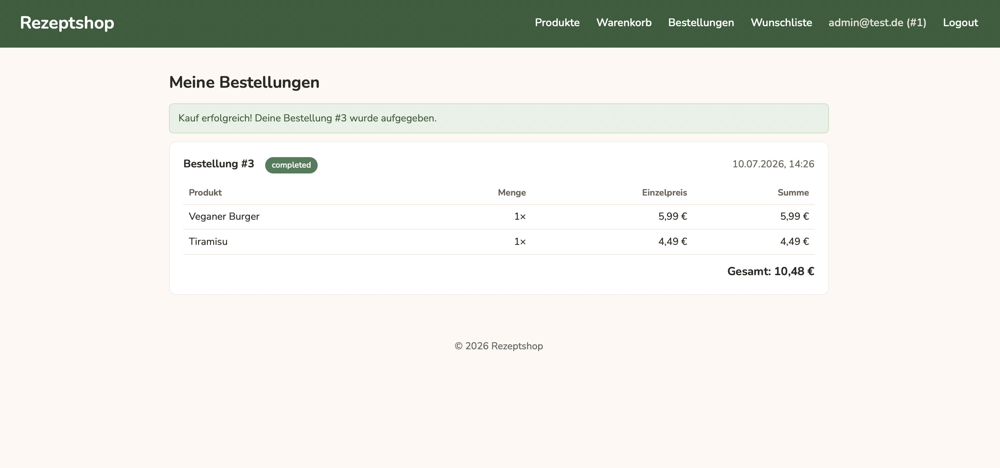 Rezeptshop
Produkte Warenkorb Bestellungen Wunschliste admin@test.de (#1) Logout
Meine Bestellungen
Kauf erfolgreich! Deine Bestellung #3 wurde aufgegeben.
Bestellung #3 completed 10.07.2026, 14:26
Produkt Menge Einzelpreis Summe
Veganer Burger 1× 5,99 € 5,99 €
Tiramisu 1× 4,49 € 4,49 €
Gesamt: 10,48 €
© 2026 Rezeptshop